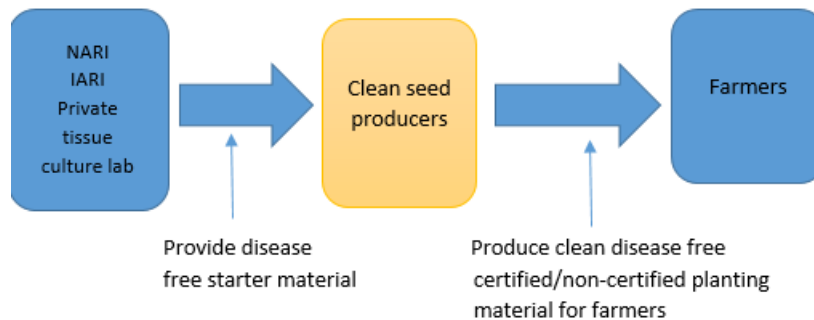 NARI
IARI
Private
tissue
culture lab
Clean seed
producers
Farmers
Provide disease
free starter material
Produce clean disease free
certified/non-certified planting
material for farmers